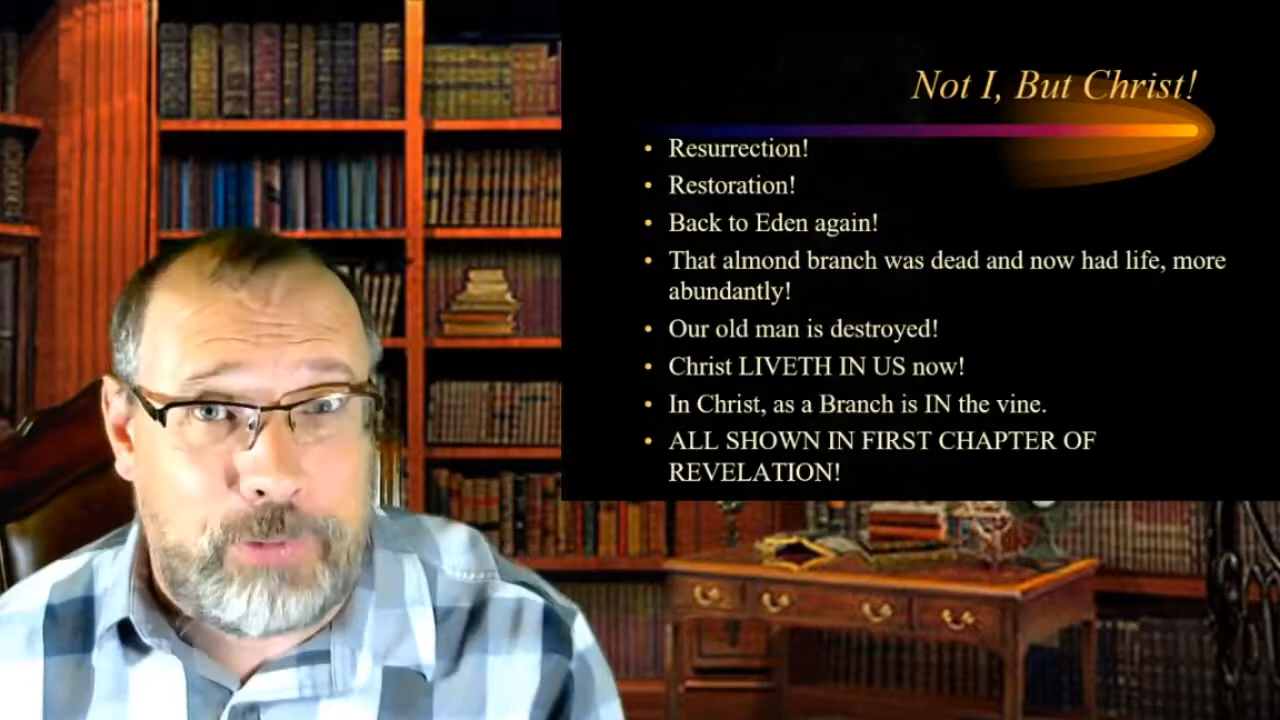 Not I, But Christ!
• Resurrection!
• Restoration!
• Back to Eden again!
• That almond branch was dead and now had life, more
abundantly!
• Our old man is destroyed!
• Christ LIVETH IN US now!
• In Christ, as a Branch is IN the vine.
• ALL SHOWN IN FIRST CHAPTER OF
REVELATION!